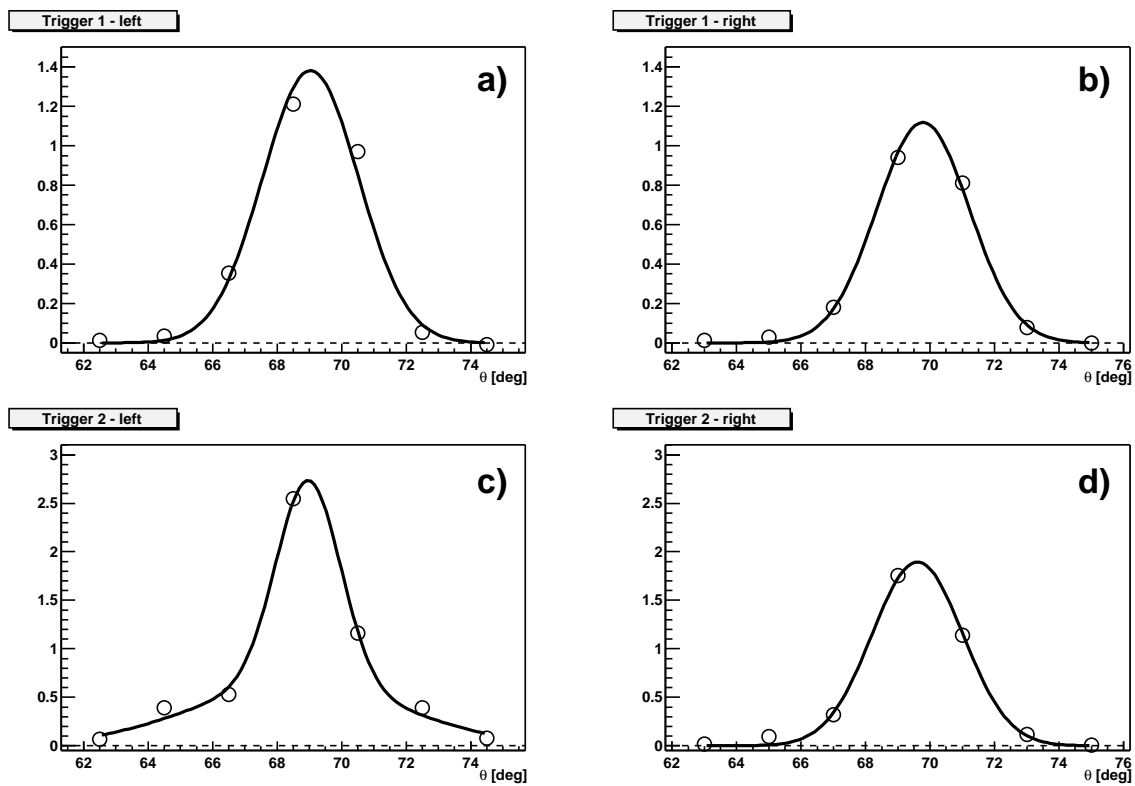 Trigger 1 - left
a)
1.4
1.2
1
0.8
0.6
0.4
0.2
0
62 64 66 68 70 72 74
θ [deg]
Trigger 1 - right
b)
1.4
1.2
1
0.8
0.6
0.4
0.2
0
62 64 66 68 70 72 74 76
θ [deg]
Trigger 2 - left
c)
3
2.5
2
1.5
1
0.5
0
62 64 66 68 70 72 74
θ [deg]
Trigger 2 - right
d)
3
2.5
2
1.5
1
0.5
0
62 64 66 68 70 72 74 76
θ [deg]